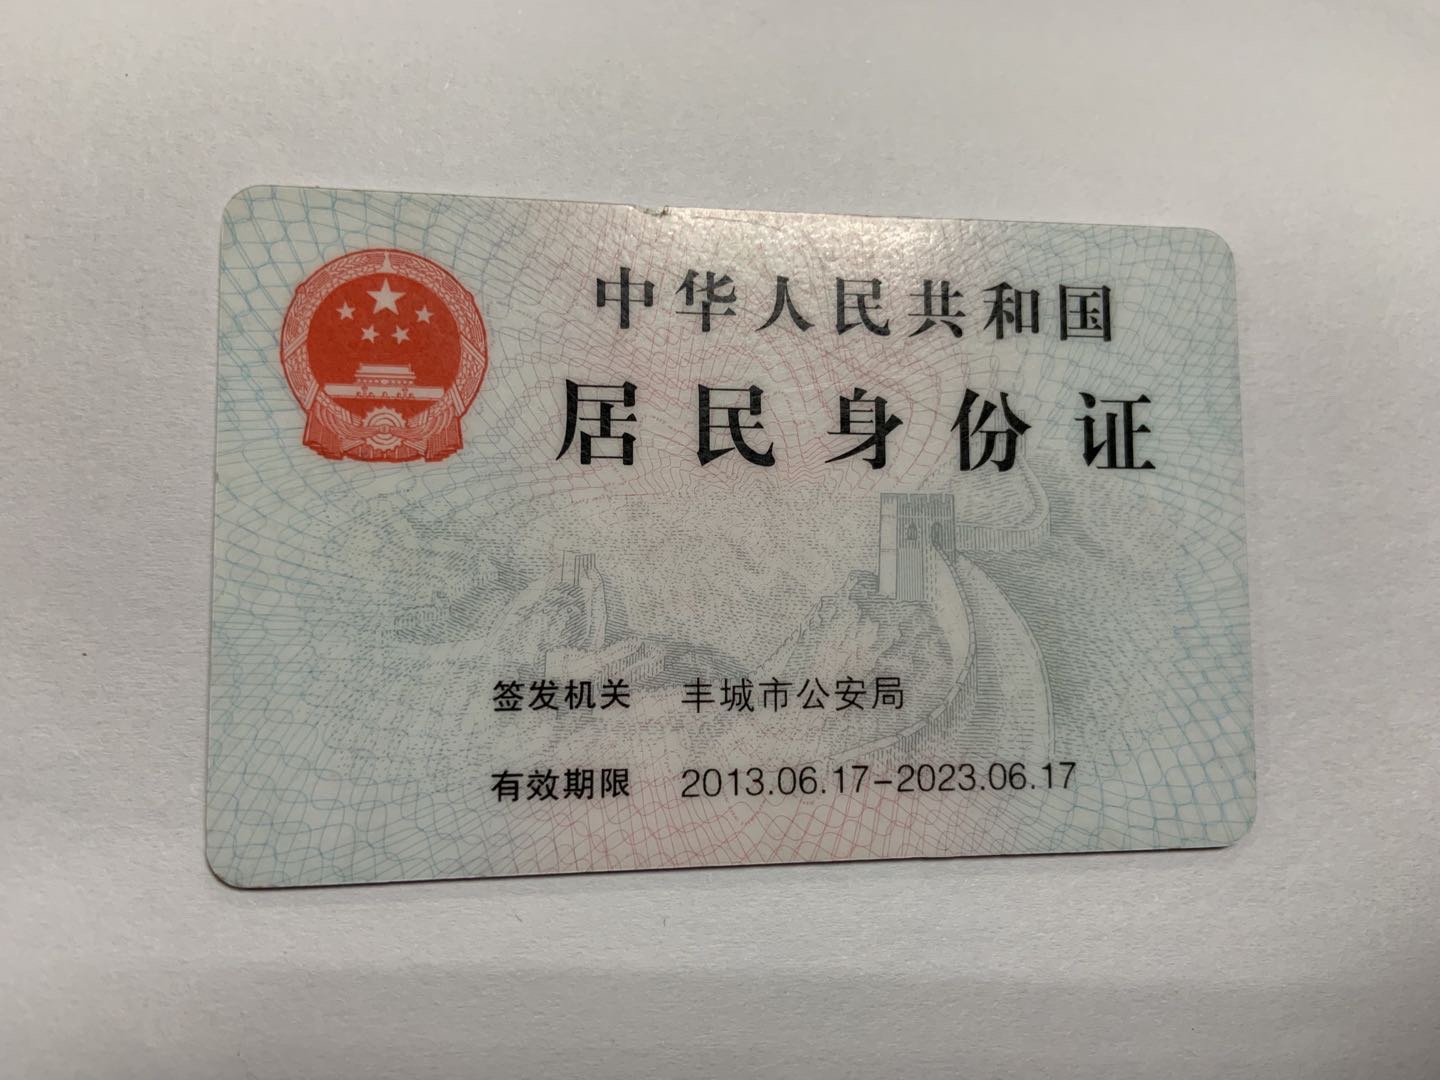 中华人民共和国
居民身份证
签发机关 丰城市公安局
有效期限 2013.06.17-2023.06.17